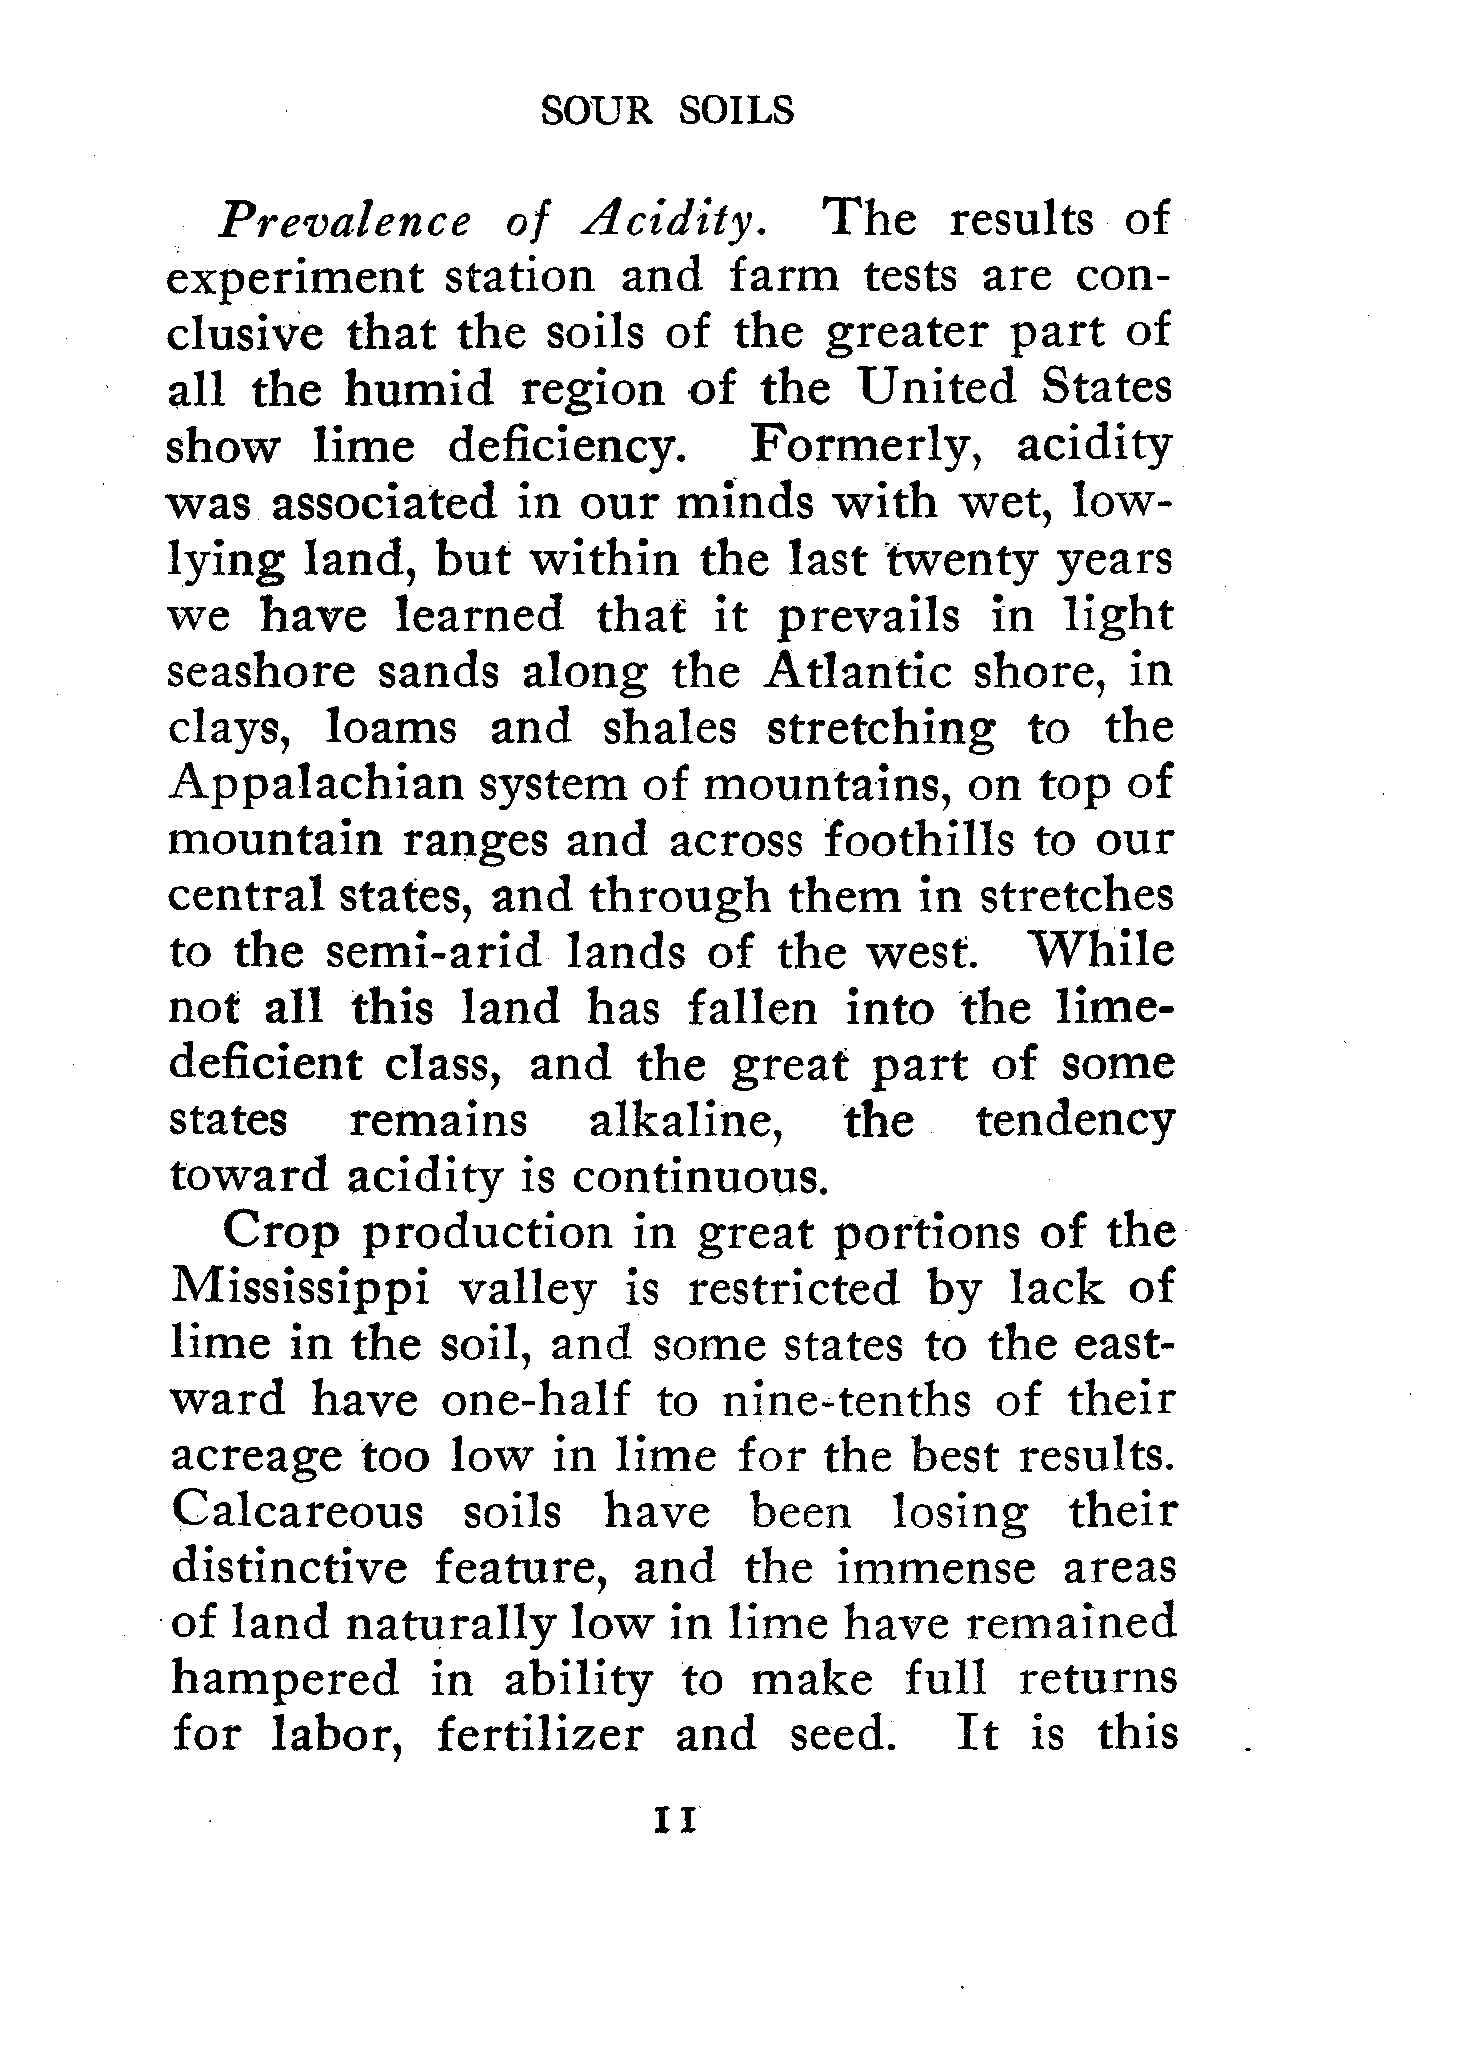 SOUR SOILS
Prevalence of Acidity. The results of
experiment station and farm tests are con-
clusive that the soils of the greater part of
all the humid region of the United States
show lime deficiency. Formerly, acidity
was associated in our minds with wet, low-
lying land, but within the last twenty years
we have learned that it prevails in light
seashore sands along the Atlantic shore, in
clays, loams and shales stretching to the
Appalachian system of mountains, on top of
mountain ranges and across foothills to our
central states, and through them in stretches
to the semi-arid lands of the west. While
not all this land has fallen into the lime-
deficient class, and the great part of some
states remains alkaline, the tendency
toward acidity is continuous.
Crop production in great portions of the
Mississippi valley is restricted by lack of
lime in the soil, and some states to the east-
ward have one-half to nine-tenths of their
acreage too low in lime for the best results.
Calcareous soils have been losing their
distinctive feature, and the immense areas
of land naturally low in lime have remained
hampered in ability to make full returns
for labor, fertilizer and seed. It is this
11